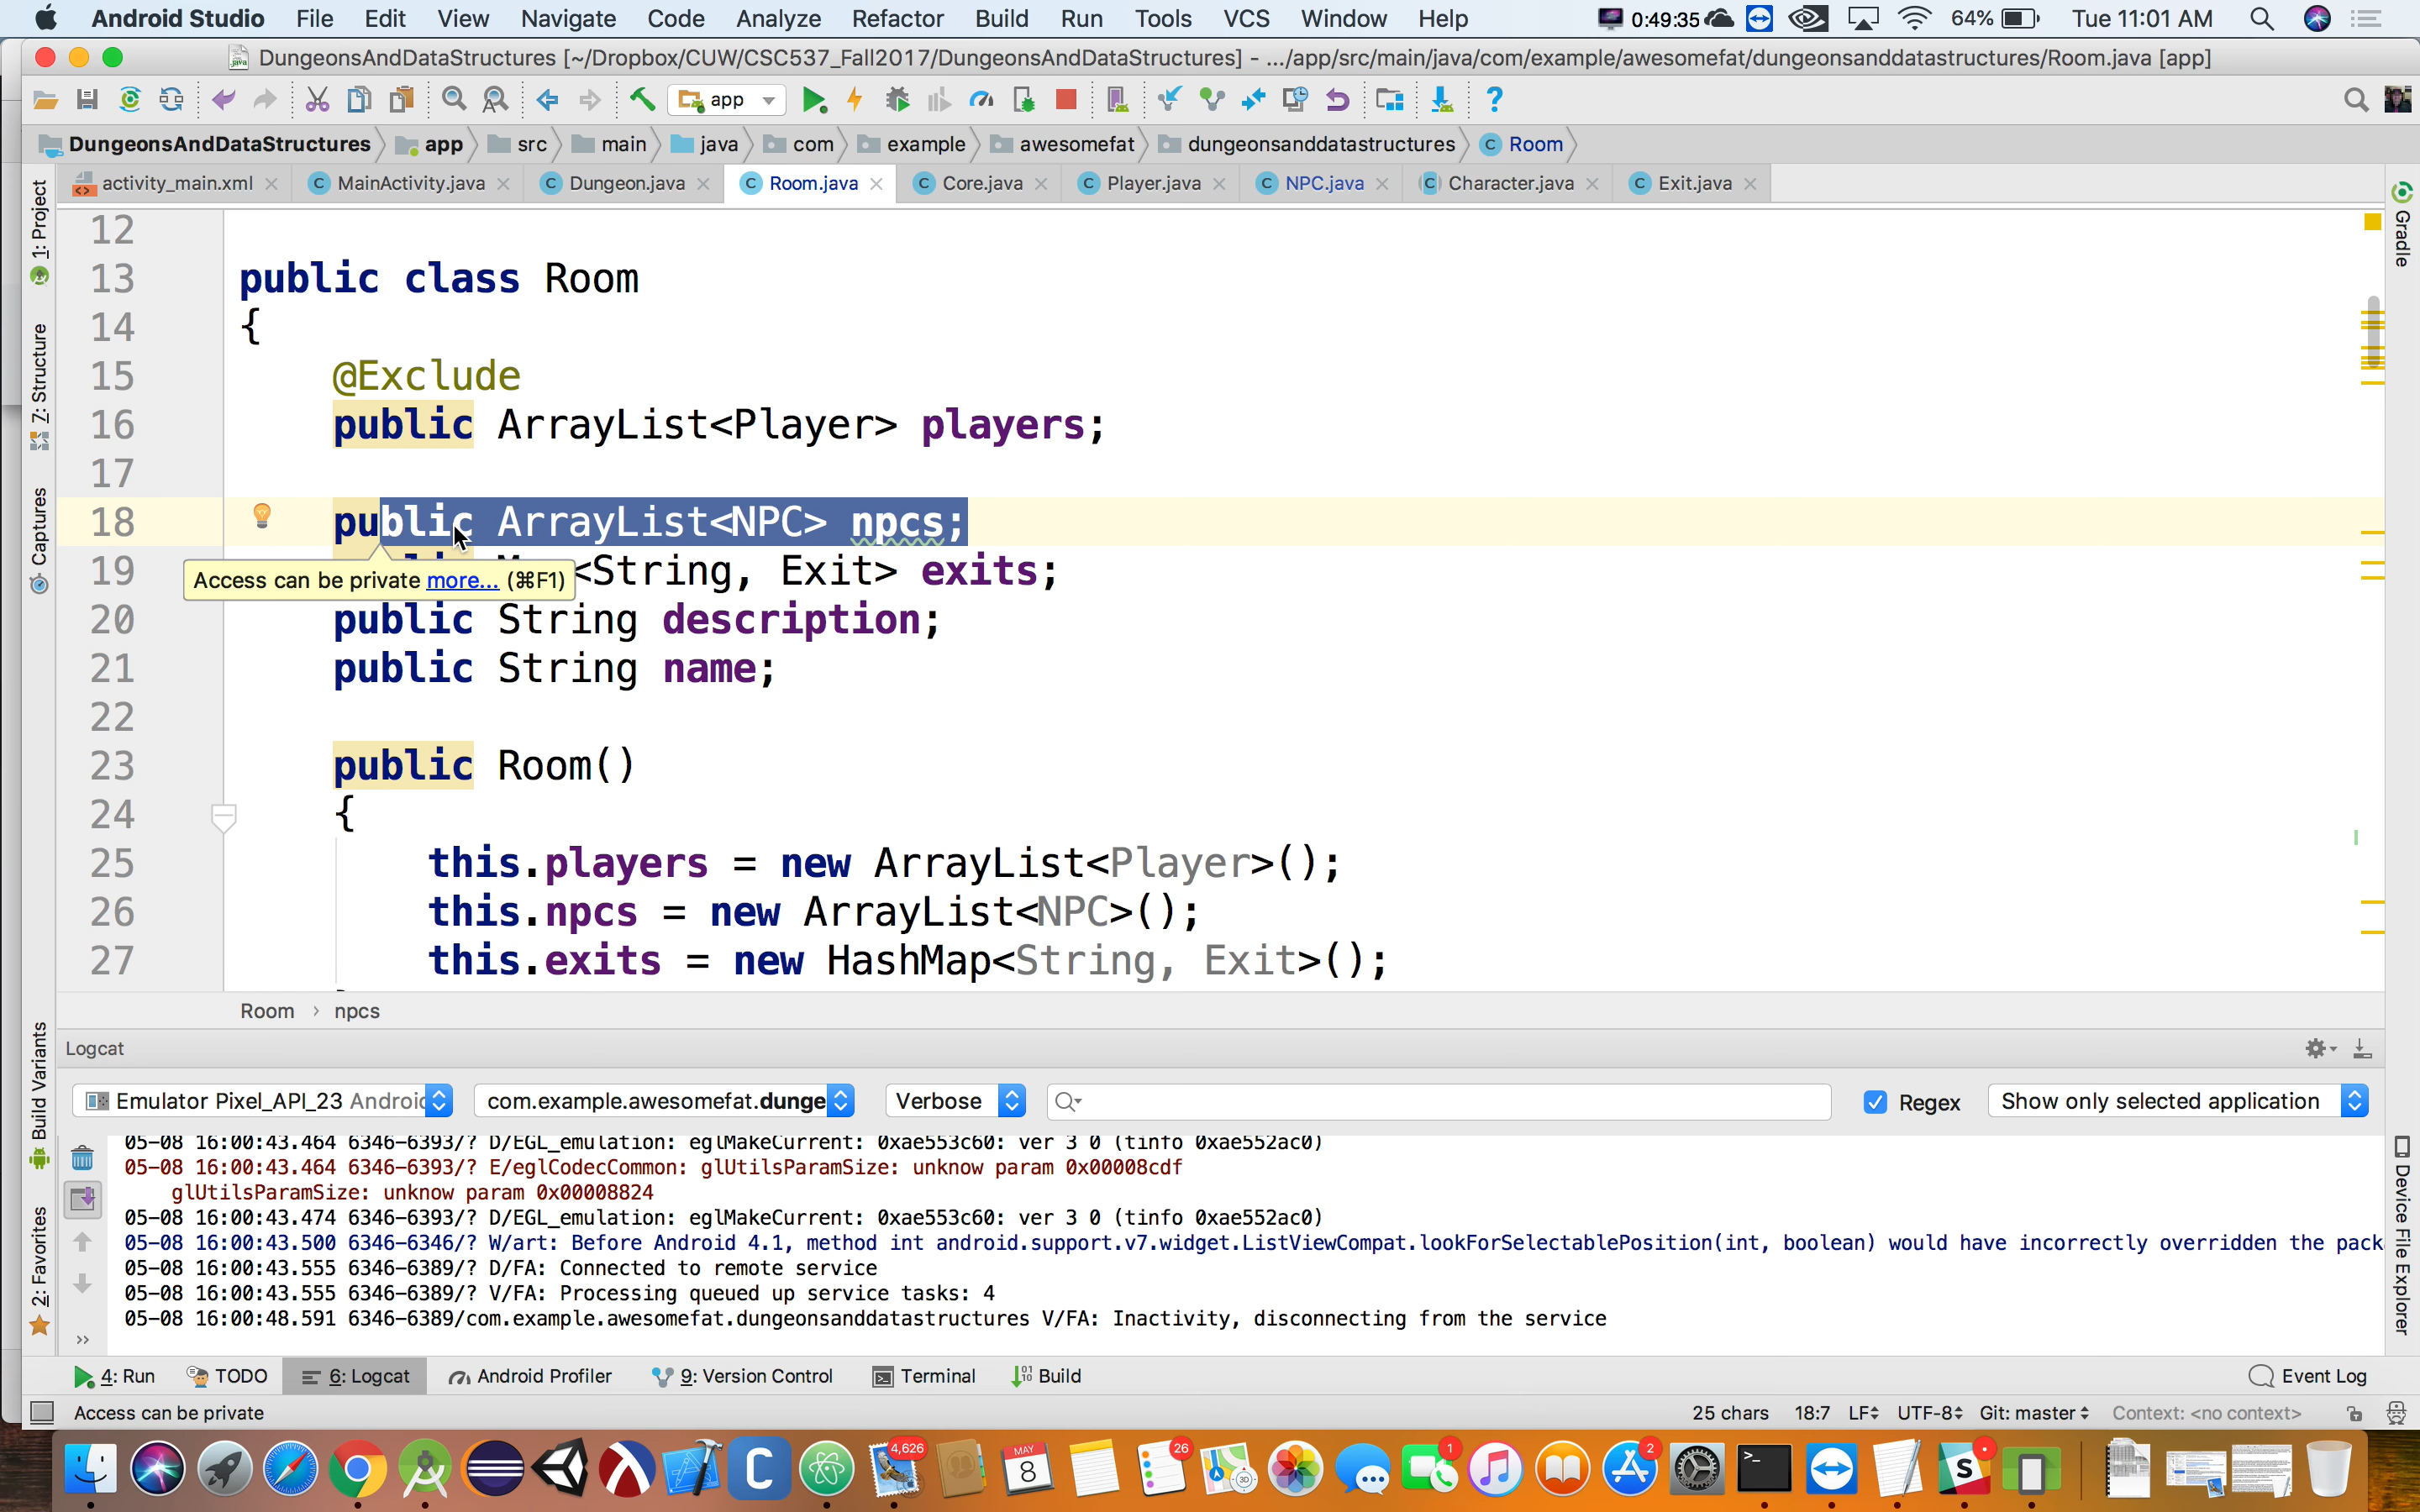 Android Studio File Edit View Navigate Code Analyze Refactor Build Run Tools VCS Window Help 0:49:35 64% Tue 11:01 AM
DungeonsAndDataStructures [~/Dropbox/CUW/CSC537_Fall2017/DungeonsAndDataStructures] - .../app/src/main/java/com/example/awesomefat/dungeonsanddatastructures/Room.java [app]
app
DungeonsAndDataStructures app src main java com example awesomefat dungeonsanddatastructures Room
activity_main.xml MainActivity.java Dungeon.java Room.java Core.java Player.java NPC.java Character.java Exit.java
1: Project
7: Structure
Captures
Build Variants
2: Favorites
Gradle
Device File Explorer
12
13 public class Room
14 {
15 @Exclude
16 public ArrayList<Player> players;
17
18 public ArrayList<NPC> npcs;
19 <String, Exit> exits;
Access can be private more... (⌘F1)
20 public String description;
21 public String name;
22
23 public Room()
24 {
25 this.players = new ArrayList<Player>();
26 this.npcs = new ArrayList<NPC>();
27 this.exits = new HashMap<String, Exit>();
Room › npcs
Logcat
Emulator Pixel_API_23 Androic com.example.awesomefat.dunge Verbose Regex Show only selected application
05-08 16:00:43.464 6346-6393/? D/EGL_emulation: eglMakeCurrent: 0xae553c60: ver 3 0 (tinfo 0xae552ac0)
05-08 16:00:43.464 6346-6393/? E/eglCodecCommon: glUtilsParamSize: unknow param 0x00008cdf
glUtilsParamSize: unknow param 0x00008824
05-08 16:00:43.474 6346-6393/? D/EGL_emulation: eglMakeCurrent: 0xae553c60: ver 3 0 (tinfo 0xae552ac0)
05-08 16:00:43.500 6346-6346/? W/art: Before Android 4.1, method int android.support.v7.widget.ListViewCompat.lookForSelectablePosition(int, boolean) would have incorrectly overridden the pack
05-08 16:00:43.555 6346-6389/? D/FA: Connected to remote service
05-08 16:00:43.555 6346-6389/? V/FA: Processing queued up service tasks: 4
05-08 16:00:48.591 6346-6389/com.example.awesomefat.dungeonsanddatastructures V/FA: Inactivity, disconnecting from the service
4: Run TODO 6: Logcat Android Profiler 9: Version Control Terminal Build Event Log
Access can be private 25 chars 18:7 LF UTF-8 Git: master Context: <no context>
4,626 MAY 8 26 3D 1 2